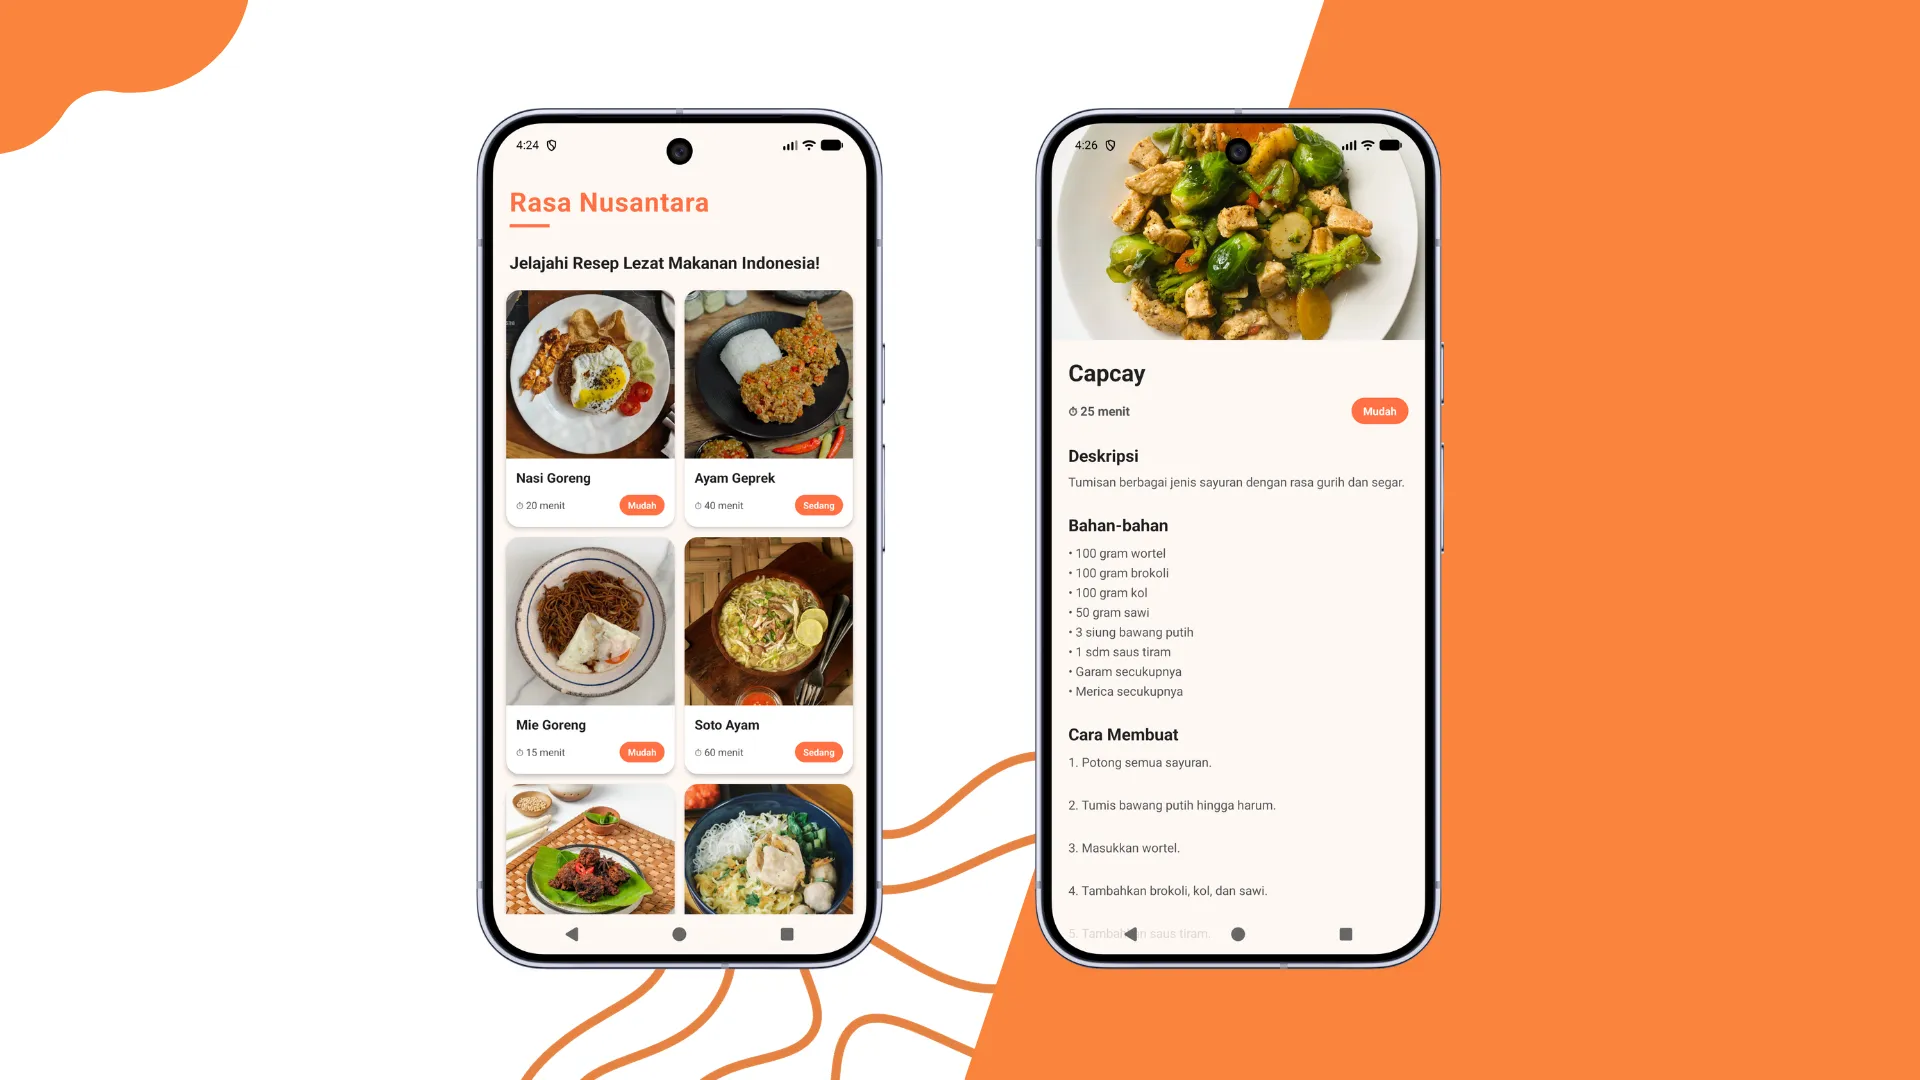 4:24
Rasa Nusantara
Jelajahi Resep Lezat Makanan Indonesia!
Nasi Goreng
20 menit
Mudah
Ayam Geprek
40 menit
Sedang
Mie Goreng
15 menit
Mudah
Soto Ayam
60 menit
Sedang
4:26
Capcay
25 menit
Mudah
Deskripsi
Tumisan berbagai jenis sayuran dengan rasa gurih dan segar.
Bahan-bahan
• 100 gram wortel
• 100 gram brokoli
• 100 gram kol
• 50 gram sawi
• 3 siung bawang putih
• 1 sdm saus tiram
• Garam secukupnya
• Merica secukupnya
Cara Membuat
1. Potong semua sayuran.
2. Tumis bawang putih hingga harum.
3. Masukkan wortel.
4. Tambahkan brokoli, kol, dan sawi.
5. Tambahkan saus tiram.